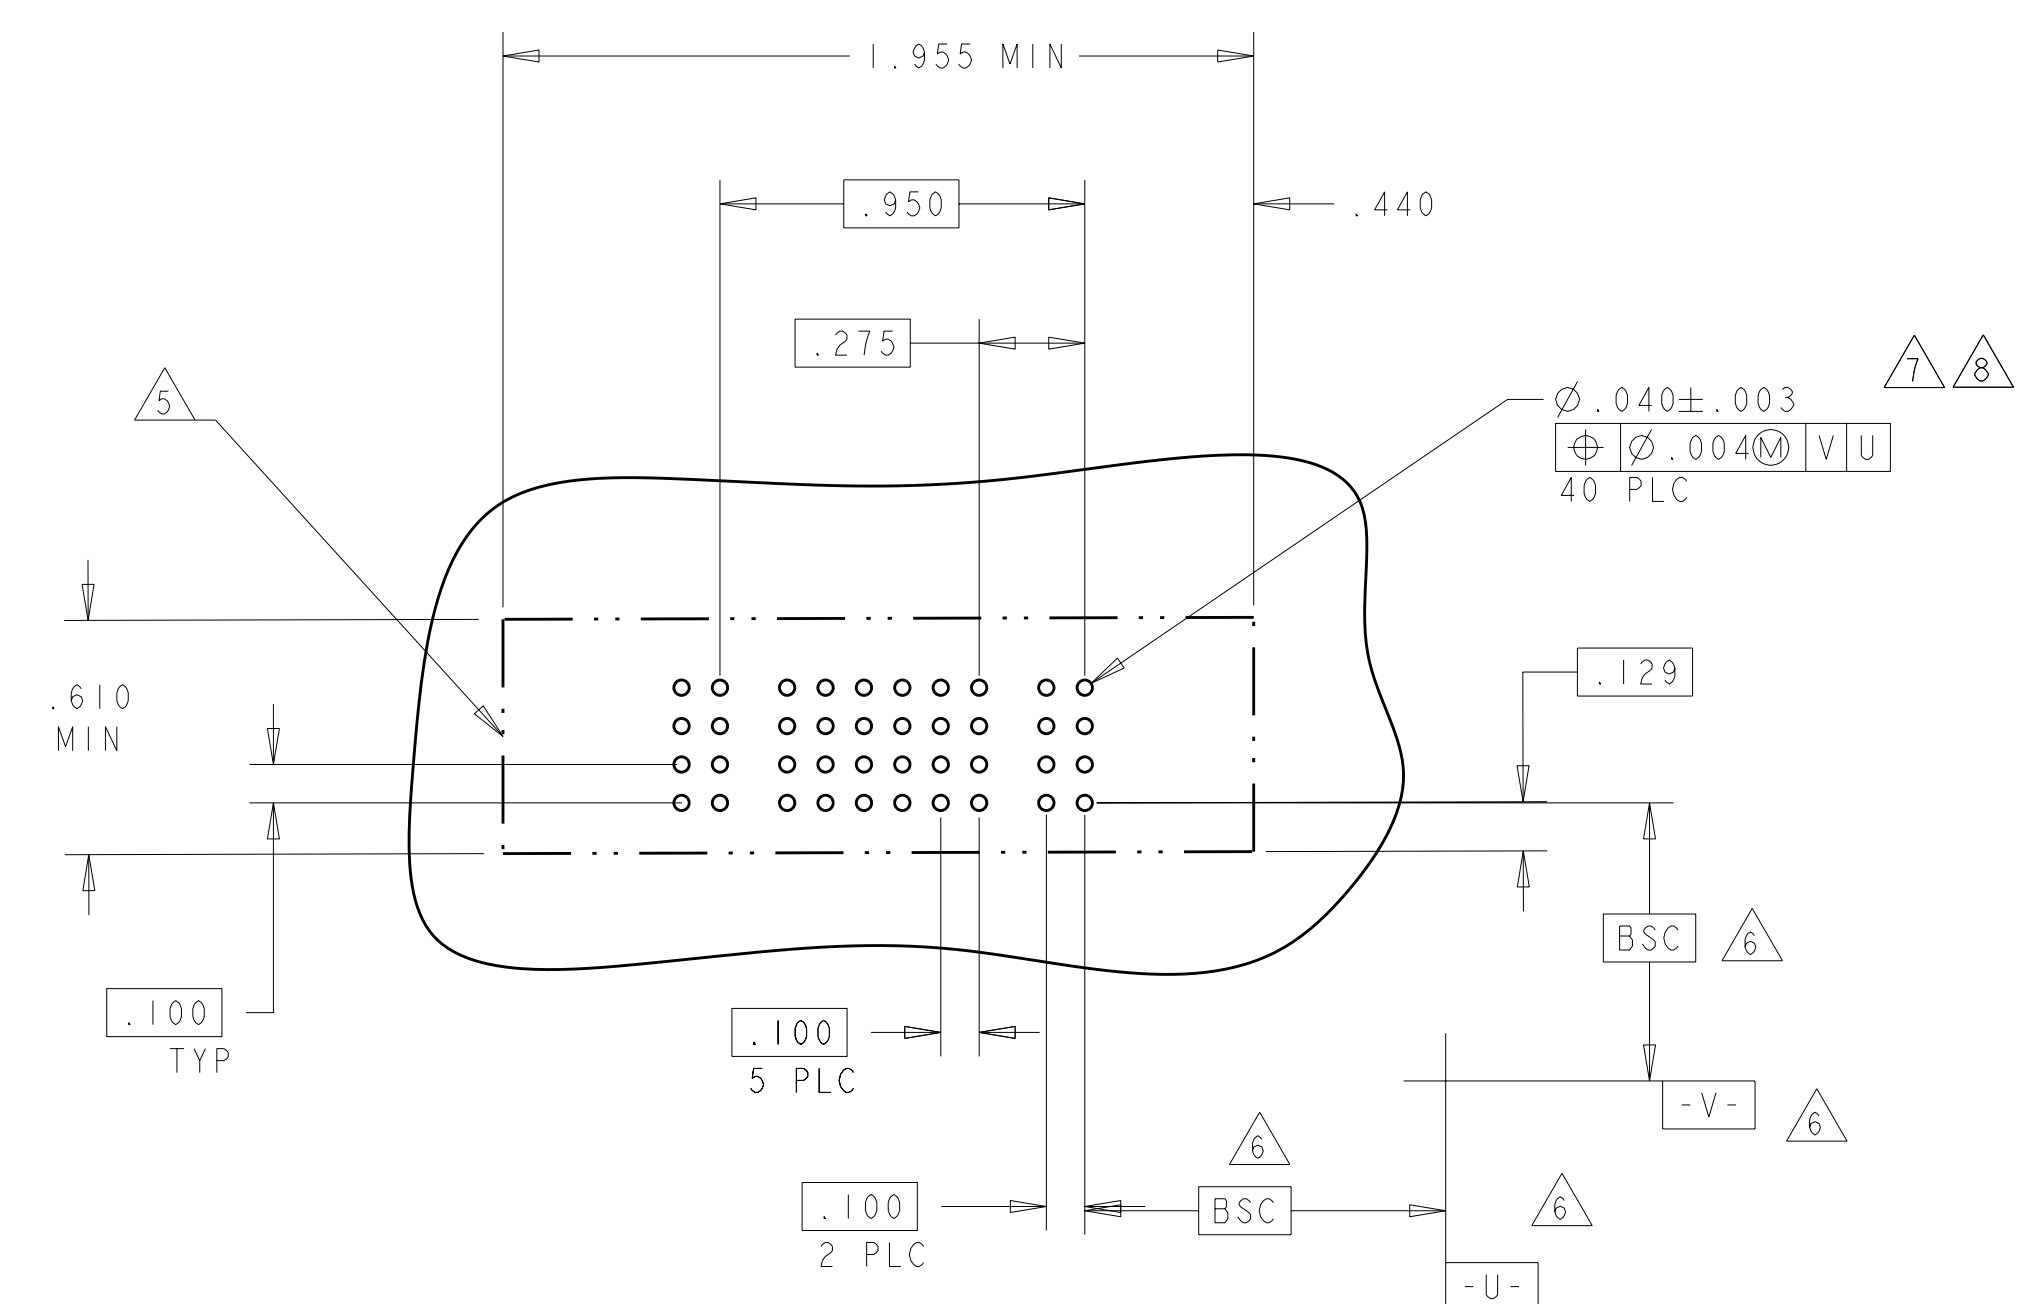 1.955 MIN
.950
.440
.275
5
7 8
Ø.040±.003
⌖ Ø.004Ⓜ V U
40 PLC
.129
.610
MIN
BSC 6
.100
TYP
.100
5 PLC
-V- 6
6
.100
2 PLC
BSC
6
-U-